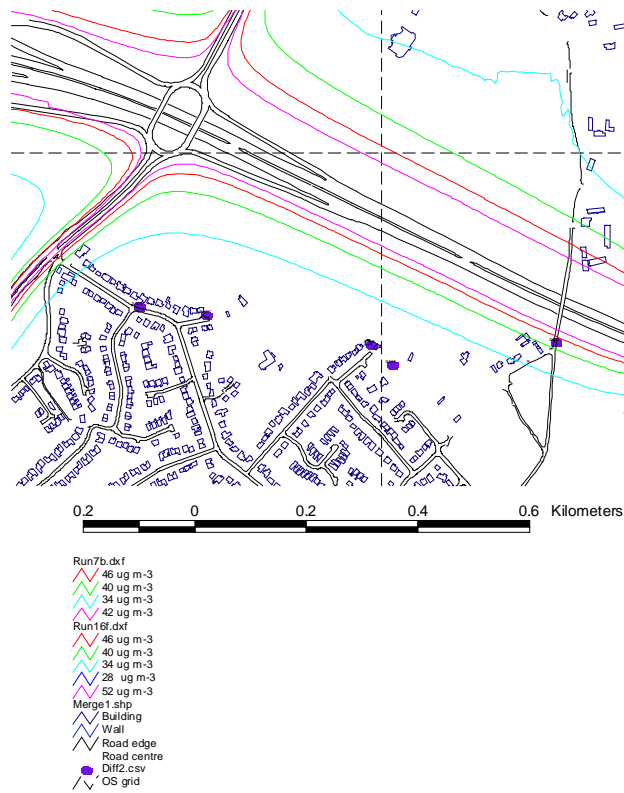 0.2 0 0.2 0.4 0.6 Kilometers
Run7b.dxf
46 ug m-3
40 ug m-3
34 ug m-3
42 ug m-3
Run16f.dxf
46 ug m-3
40 ug m-3
34 ug m-3
28 ug m-3
52 ug m-3
Merge1.shp
Building
Wall
Road edge
Road centre
Diff2.csv
OS grid